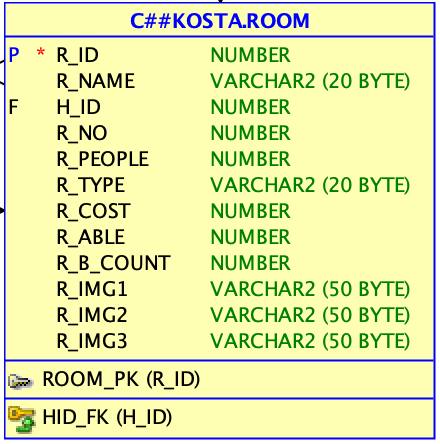 C##KOSTA.ROOM
P * R_ID NUMBER
R_NAME VARCHAR2 (20 BYTE)
F H_ID NUMBER
R_NO NUMBER
R_PEOPLE NUMBER
R_TYPE VARCHAR2 (20 BYTE)
R_COST NUMBER
R_ABLE NUMBER
R_B_COUNT NUMBER
R_IMG1 VARCHAR2 (50 BYTE)
R_IMG2 VARCHAR2 (50 BYTE)
R_IMG3 VARCHAR2 (50 BYTE)
ROOM_PK (R_ID)
HID_FK (H_ID)